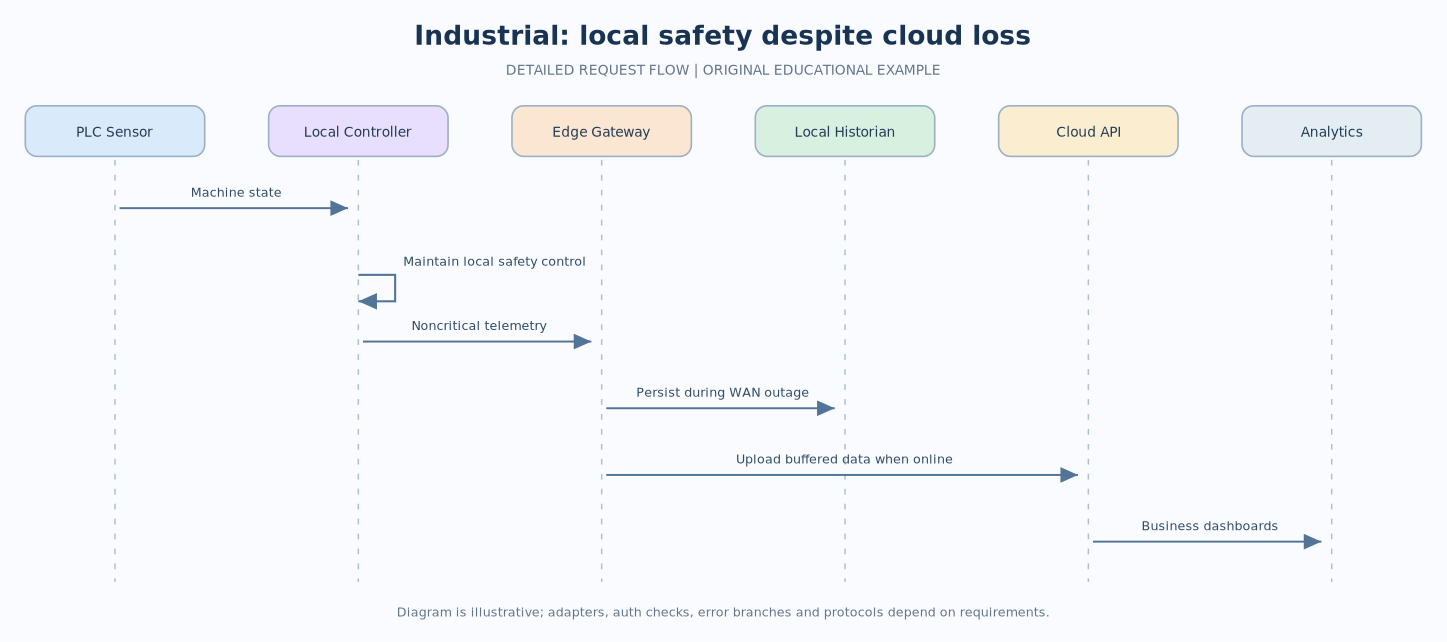 Industrial: local safety despite cloud loss
DETAILED REQUEST FLOW | ORIGINAL EDUCATIONAL EXAMPLE
PLC Sensor
Local Controller
Edge Gateway
Local Historian
Cloud API
Analytics
Machine state
Maintain local safety control
Noncritical telemetry
Persist during WAN outage
Upload buffered data when online
Business dashboards
Diagram is illustrative; adapters, auth checks, error branches and protocols depend on requirements.